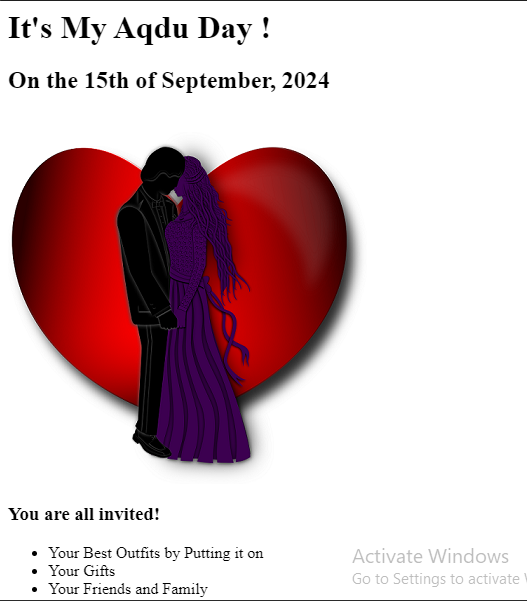 It's My Aqdu Day !
On the 15th of September, 2024
You are all invited!
Your Best Outfits by Putting it on
Your Gifts
Your Friends and Family
Activate Windows
Go to Settings to activate